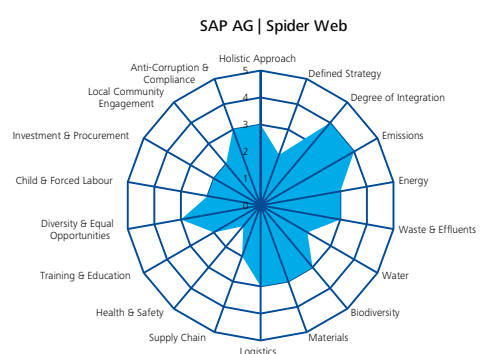 SAP AG | Spider Web
Holistic Approach
Defined Strategy
Degree of Integration
Emissions
Energy
Waste & Effluents
Water
Biodiversity
Materials
Logistics
Supply Chain
Health & Safety
Training & Education
Diversity & Equal
Opportunities
Child & Forced Labour
Investment & Procurement
Local Community
Engagement
Anti-Corruption &
Compliance
5
4
3
2
1
0